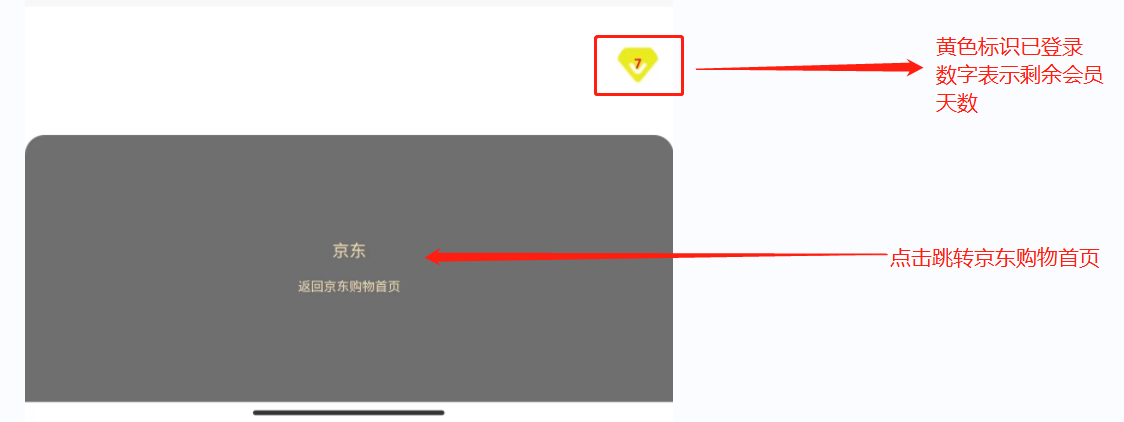 7
黄色标识已登录
数字表示剩余会员
天数
京东
点击跳转京东购物首页
返回京东购物首页